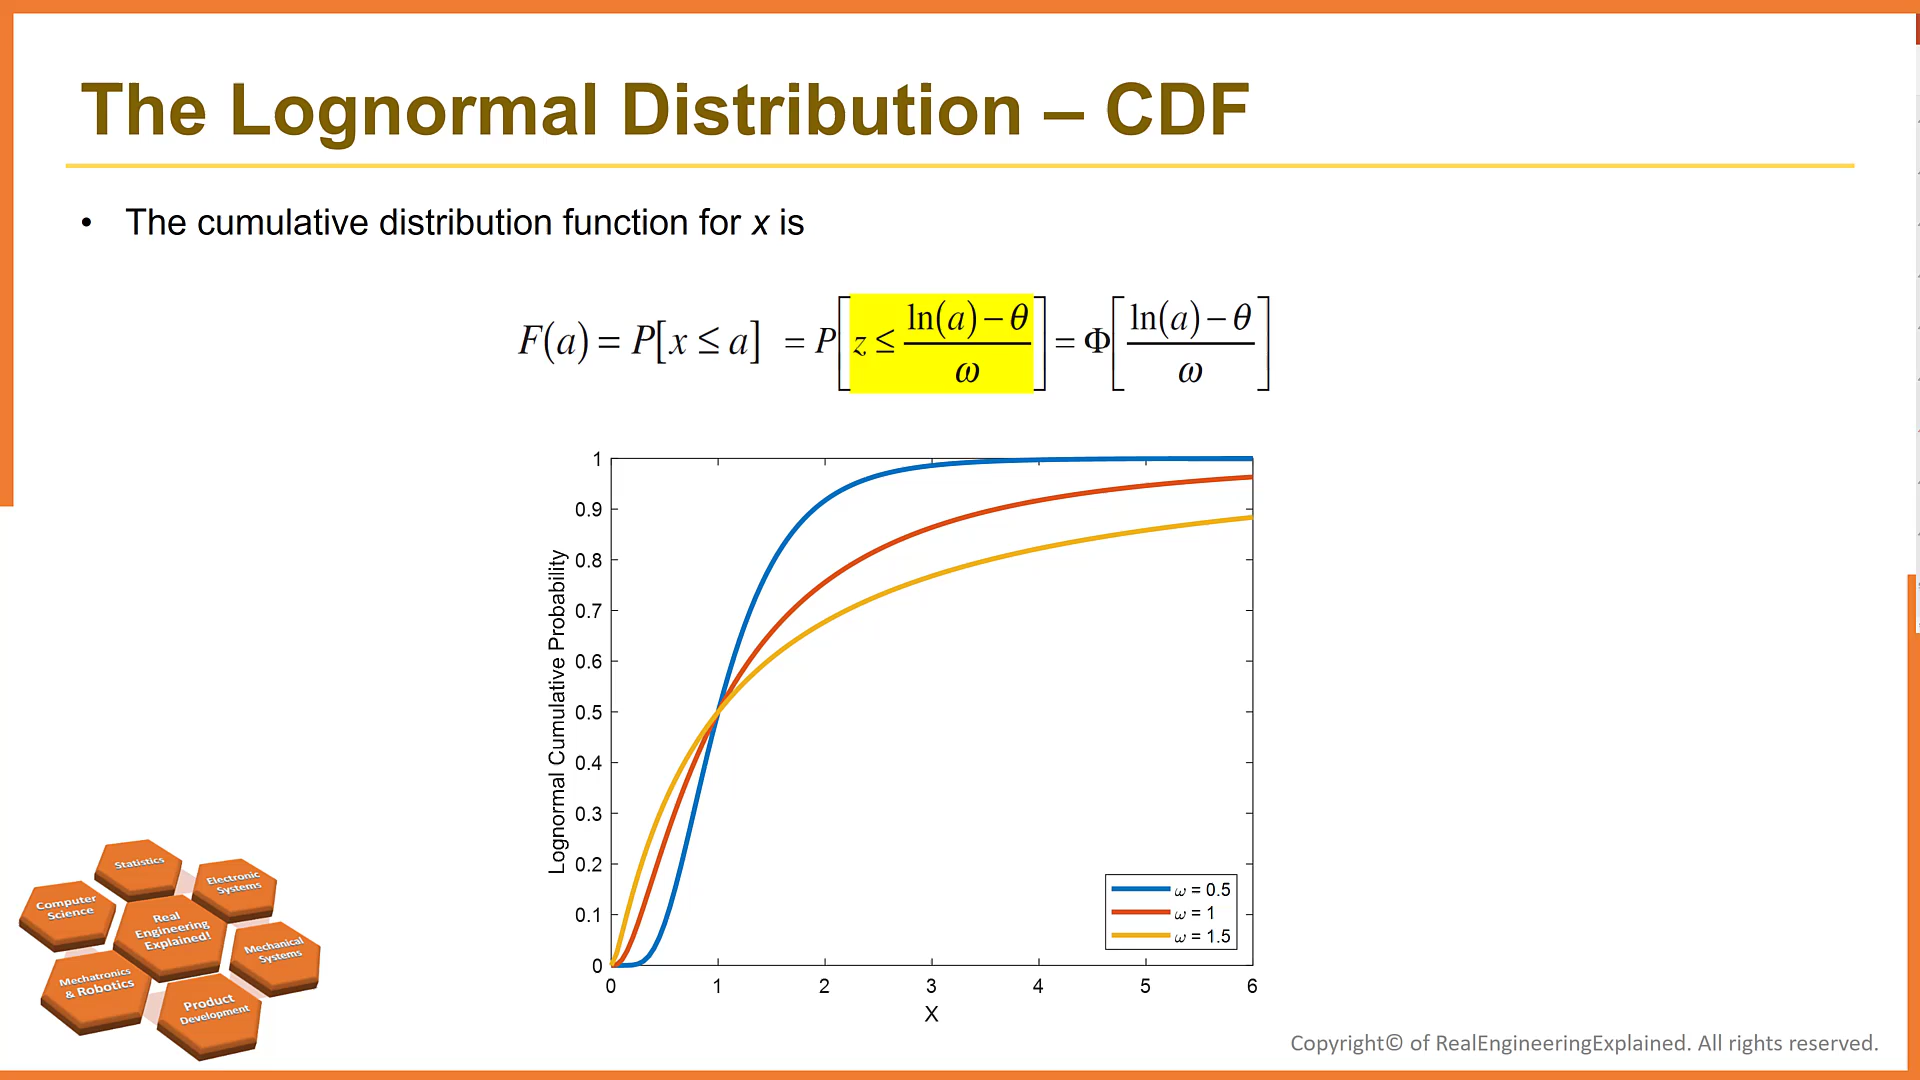 The Lognormal Distribution – CDF
• The cumulative distribution function for x is
F(a) = P[x ≤ a] = P[z ≤ (ln(a) − θ)/ω] = Φ[(ln(a) − θ)/ω]
Lognormal Cumulative Probability
1
0.9
0.8
0.7
0.6
0.5
0.4
0.3
0.2
0.1
0
0 1 2 3 4 5 6
X
ω = 0.5
ω = 1
ω = 1.5
Statistics
Electronic
Systems
Computer
Science
Real
Engineering
Explained!
Mechanical
Systems
Mechatronics
& Robotics
Product
Development
Copyright© of RealEngineeringExplained. All rights reserved.